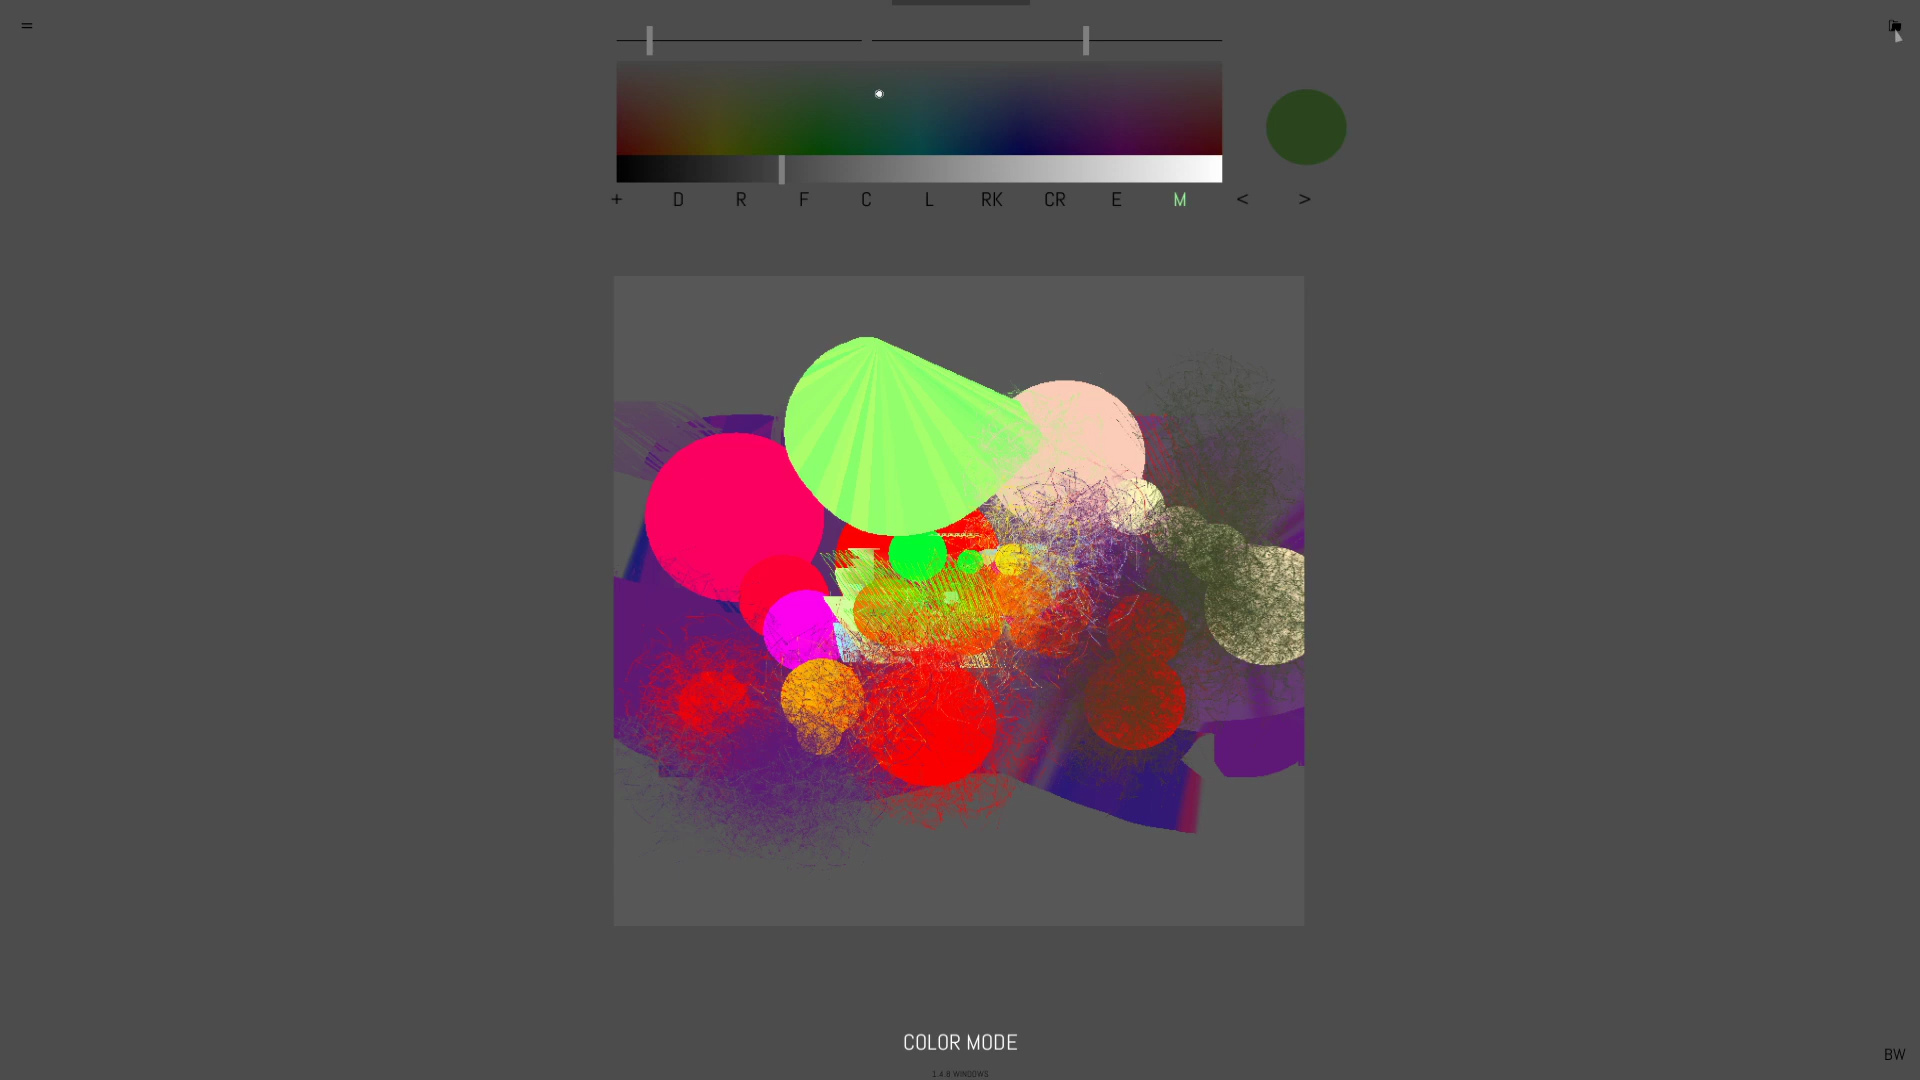 =
+ D R F C L RK CR E M < >
COLOR MODE
BW
1.4.8 WINDOWS